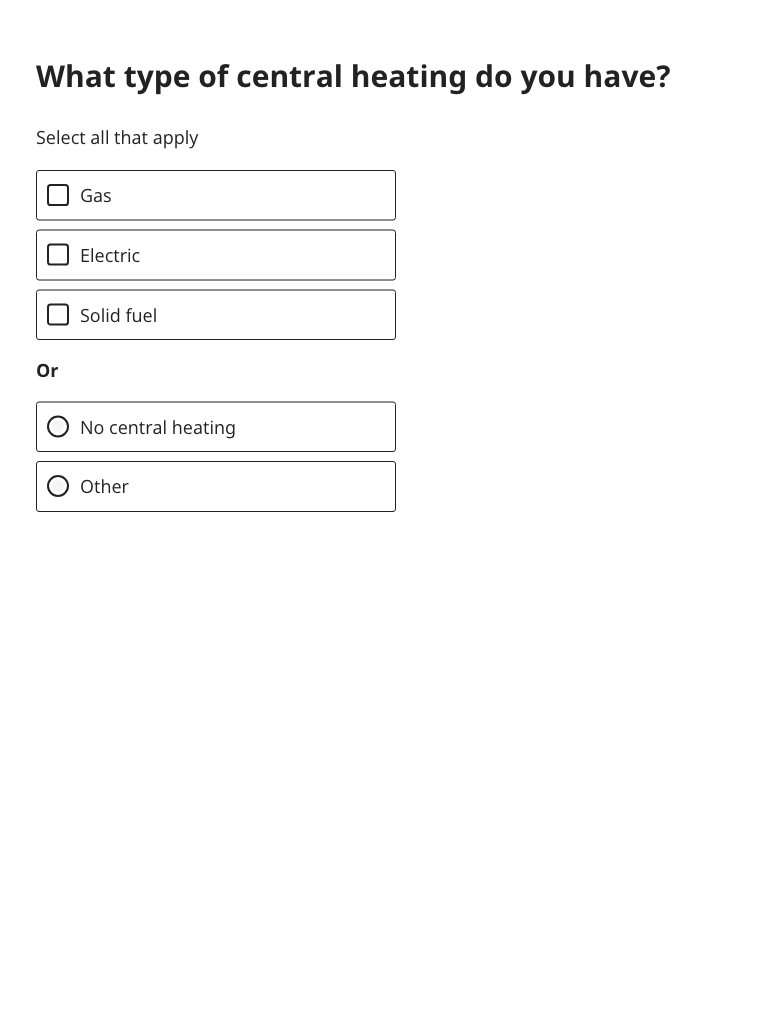 What type of central heating do you have?
Select all that apply
Gas
Electric
Solid fuel
Or
No central heating
Other